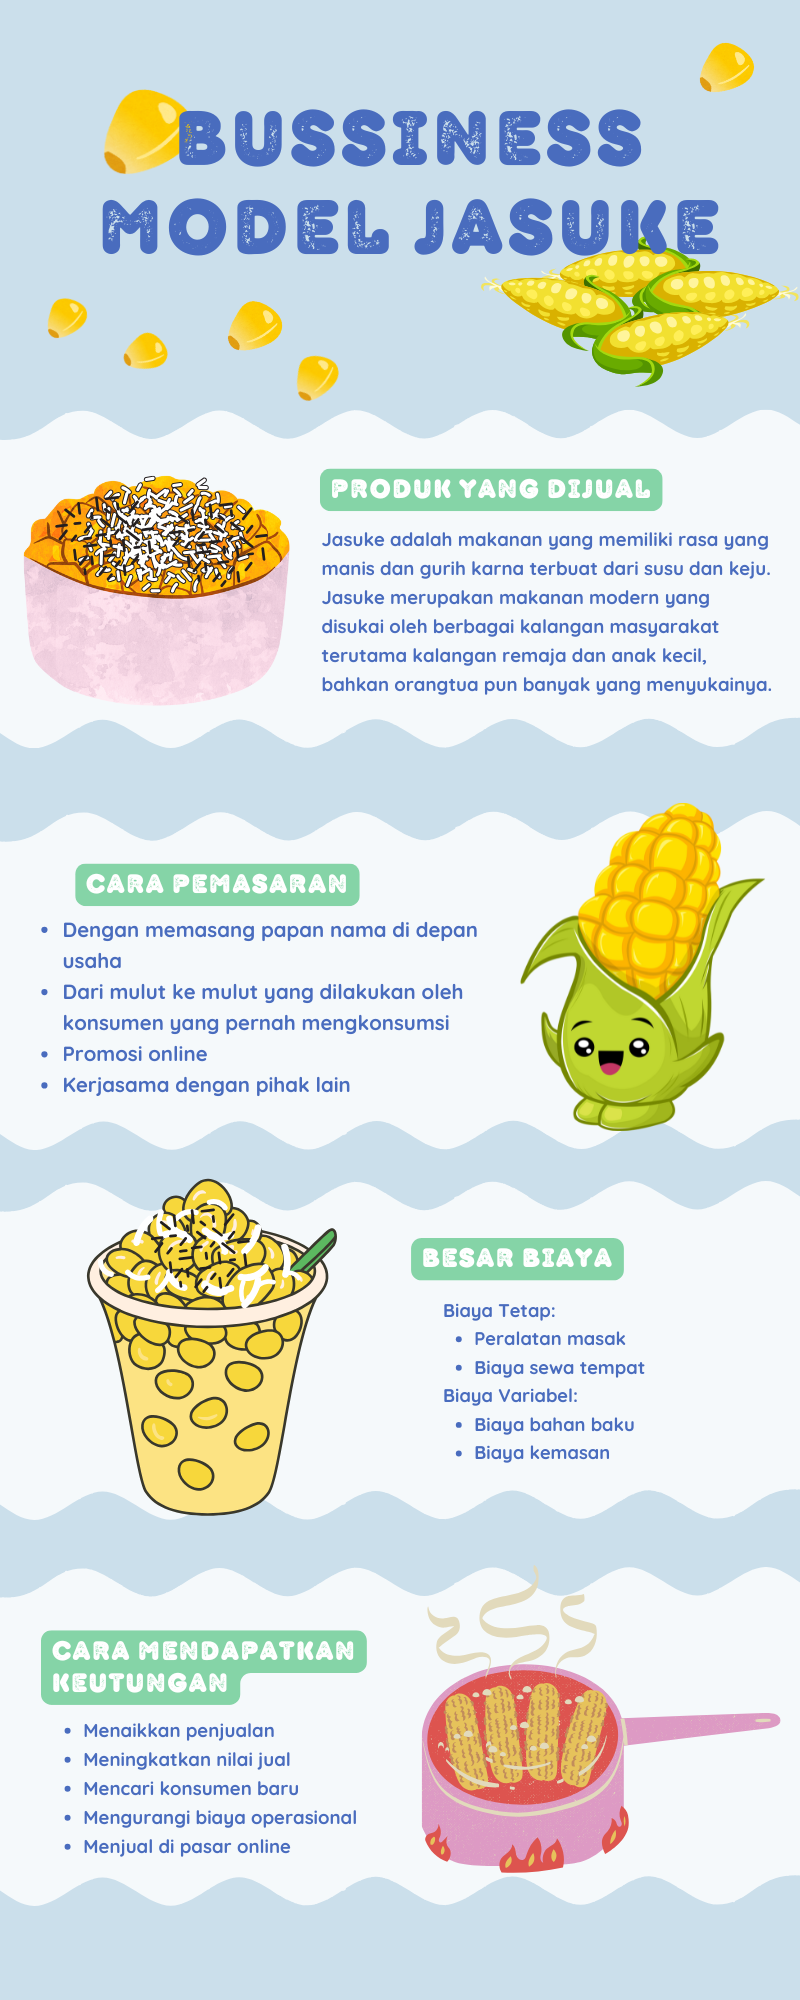 BUSSINESS
MODEL JASUKE
PRODUK YANG DIJUAL
Jasuke adalah makanan yang memiliki rasa yang
manis dan gurih karna terbuat dari susu dan keju.
Jasuke merupakan makanan modern yang
disukai oleh berbagai kalangan masyarakat
terutama kalangan remaja dan anak kecil,
bahkan orangtua pun banyak yang menyukainya.
CARA PEMASARAN
• Dengan memasang papan nama di depan
usaha
• Dari mulut ke mulut yang dilakukan oleh
konsumen yang pernah mengkonsumsi
• Promosi online
• Kerjasama dengan pihak lain
BESAR BIAYA
Biaya Tetap:
• Peralatan masak
• Biaya sewa tempat
Biaya Variabel:
• Biaya bahan baku
• Biaya kemasan
CARA MENDAPATKAN
KEUTUNGAN
• Menaikkan penjualan
• Meningkatkan nilai jual
• Mencari konsumen baru
• Mengurangi biaya operasional
• Menjual di pasar online